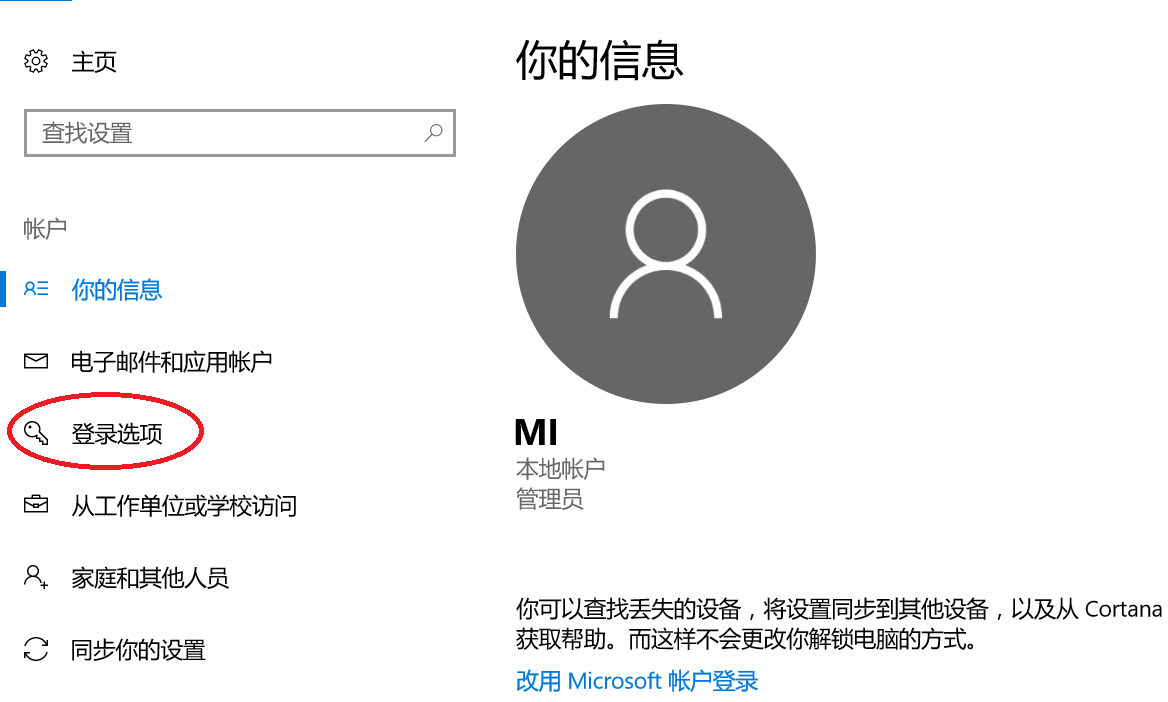 主页
查找设置
帐户
你的信息
电子邮件和应用帐户
登录选项
从工作单位或学校访问
家庭和其他人员
同步你的设置
你的信息
MI
本地帐户
管理员
你可以查找丢失的设备，将设置同步到其他设备，以及从 Cortana
获取帮助。而这样不会更改你解锁电脑的方式。
改用 Microsoft 帐户登录